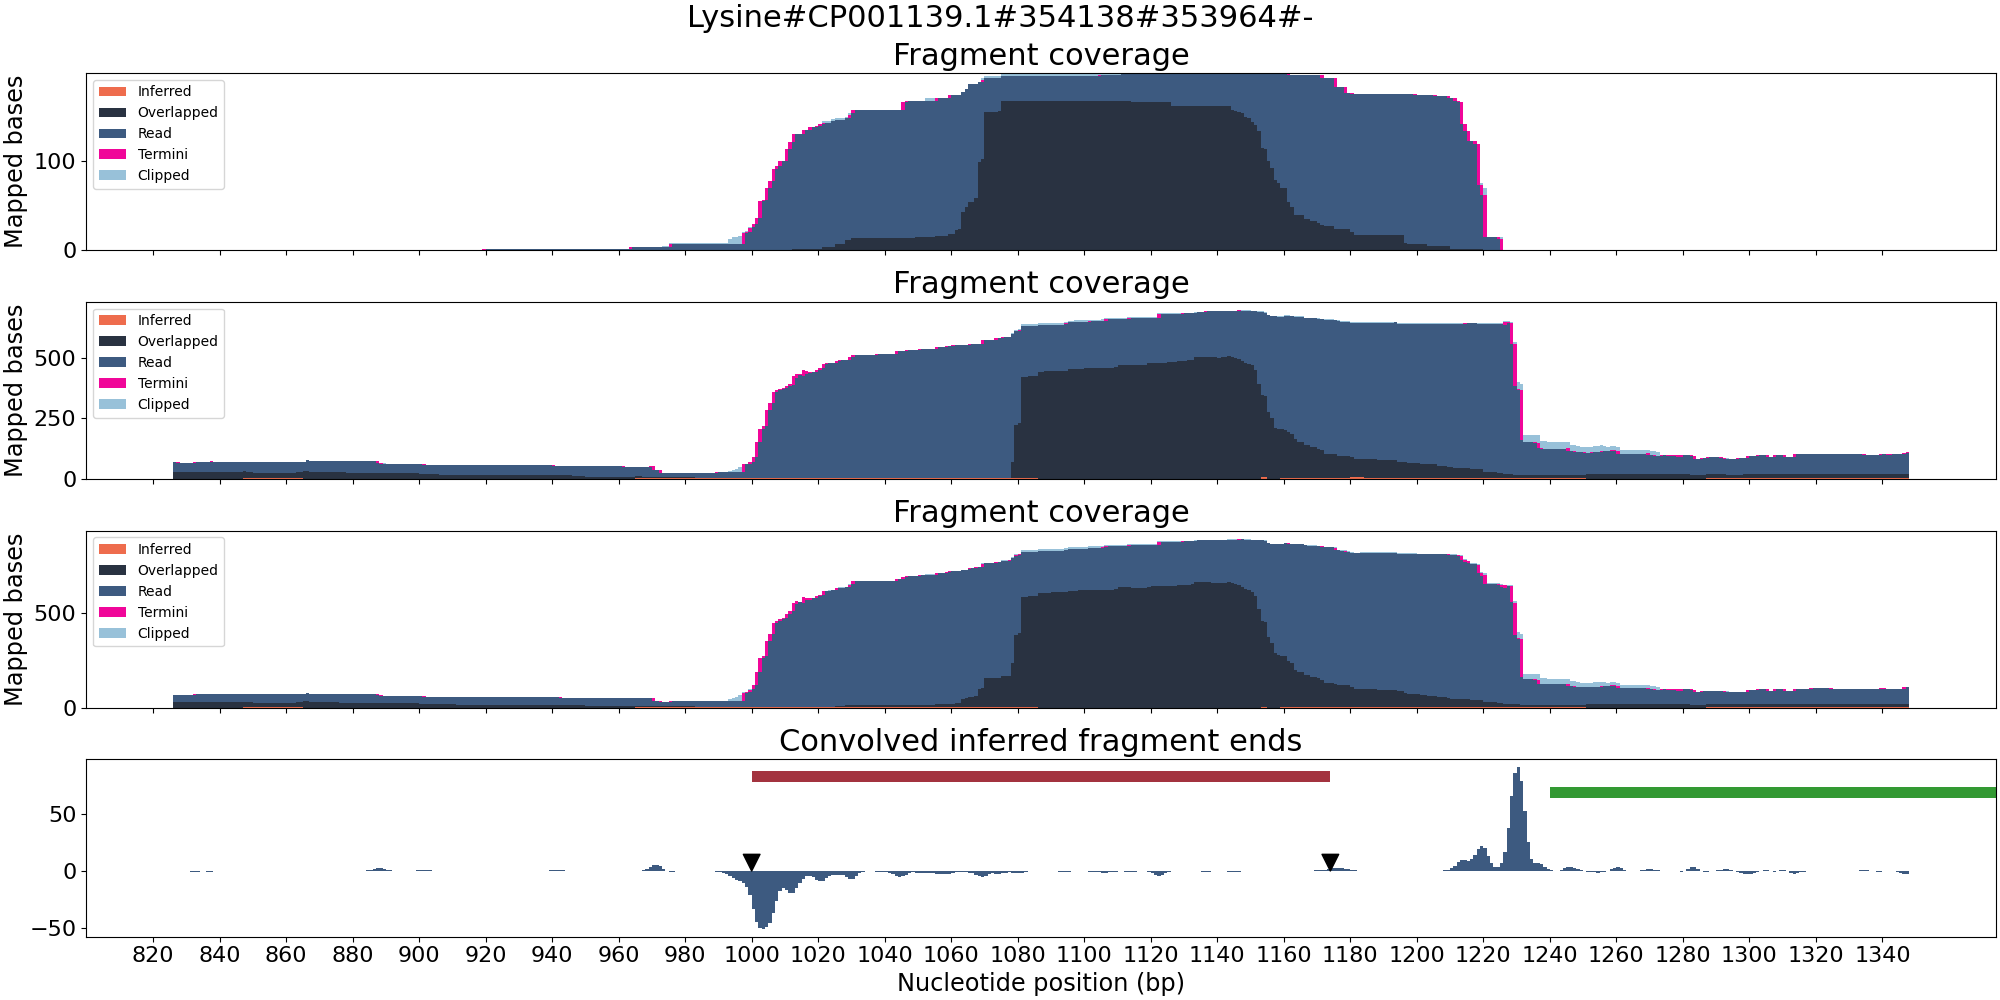 Lysine#CP001139.1#354138#353964#-
Fragment coverage
Mapped bases
100
0
Inferred
Overlapped
Read
Termini
Clipped
Fragment coverage
Mapped bases
500
250
0
Inferred
Overlapped
Read
Termini
Clipped
Fragment coverage
Mapped bases
500
0
Inferred
Overlapped
Read
Termini
Clipped
Convolved inferred fragment ends
50
0
−50
820 840 860 880 900 920 940 960 980 1000 1020 1040 1060 1080 1100 1120 1140 1160 1180 1200 1220 1240 1260 1280 1300 1320 1340
Nucleotide position (bp)